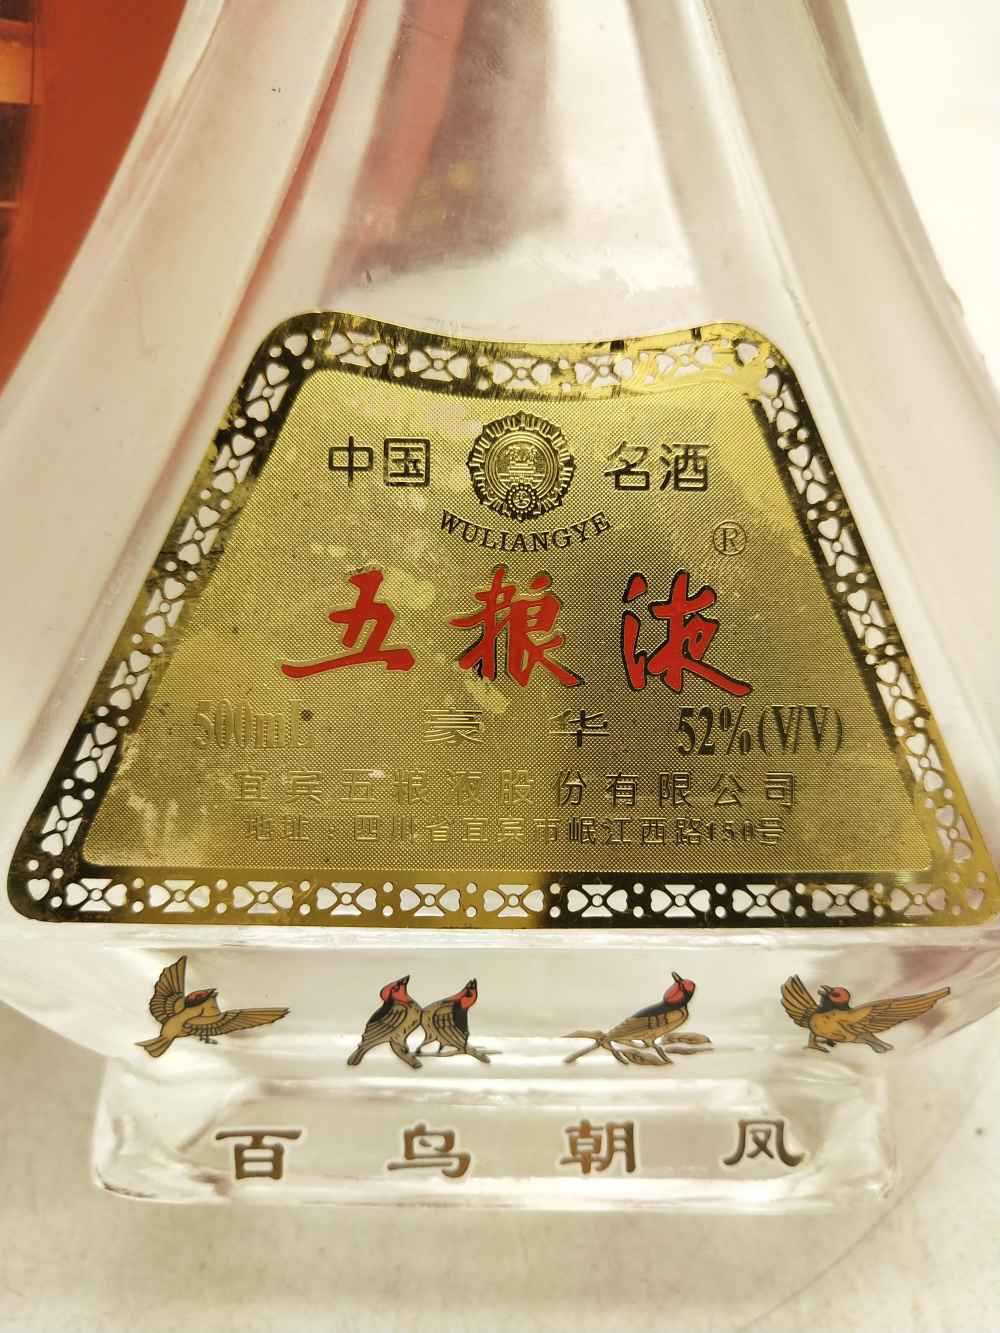 中国 名酒
WULIANGYE
®
五粮液
500mL 豪华 52%(V/V)
宜宾五粮液股份有限公司
地址：四川省宜宾市岷江西路150号
百鸟朝凤